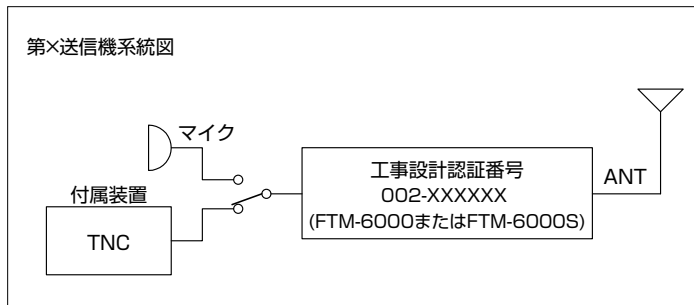 第×送信機系統図
マイク
付属装置
TNC
工事設計認証番号
002-XXXXXX
(FTM-6000またはFTM-6000S)
ANT